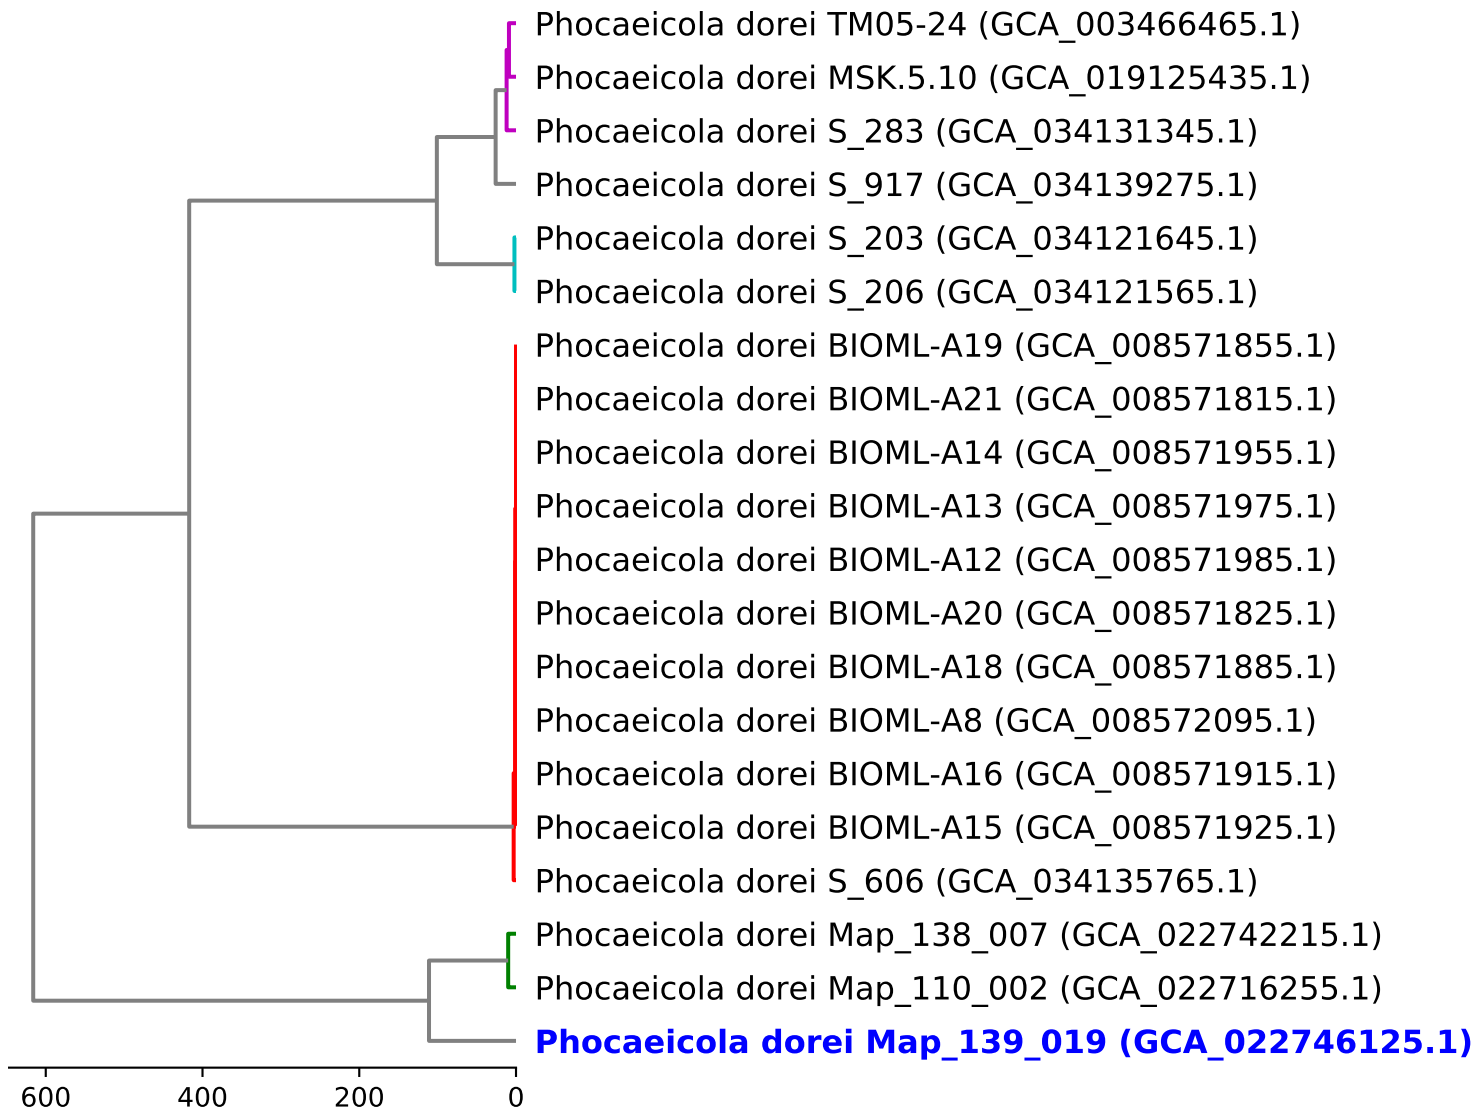 Phocaeicola dorei TM05-24 (GCA_003466465.1)
Phocaeicola dorei MSK.5.10 (GCA_019125435.1)
Phocaeicola dorei S_283 (GCA_034131345.1)
Phocaeicola dorei S_917 (GCA_034139275.1)
Phocaeicola dorei S_203 (GCA_034121645.1)
Phocaeicola dorei S_206 (GCA_034121565.1)
Phocaeicola dorei BIOML-A19 (GCA_008571855.1)
Phocaeicola dorei BIOML-A21 (GCA_008571815.1)
Phocaeicola dorei BIOML-A14 (GCA_008571955.1)
Phocaeicola dorei BIOML-A13 (GCA_008571975.1)
Phocaeicola dorei BIOML-A12 (GCA_008571985.1)
Phocaeicola dorei BIOML-A20 (GCA_008571825.1)
Phocaeicola dorei BIOML-A18 (GCA_008571885.1)
Phocaeicola dorei BIOML-A8 (GCA_008572095.1)
Phocaeicola dorei BIOML-A16 (GCA_008571915.1)
Phocaeicola dorei BIOML-A15 (GCA_008571925.1)
Phocaeicola dorei S_606 (GCA_034135765.1)
Phocaeicola dorei Map_138_007 (GCA_022742215.1)
Phocaeicola dorei Map_110_002 (GCA_022716255.1)
Phocaeicola dorei Map_139_019 (GCA_022746125.1)
600 400 200 0